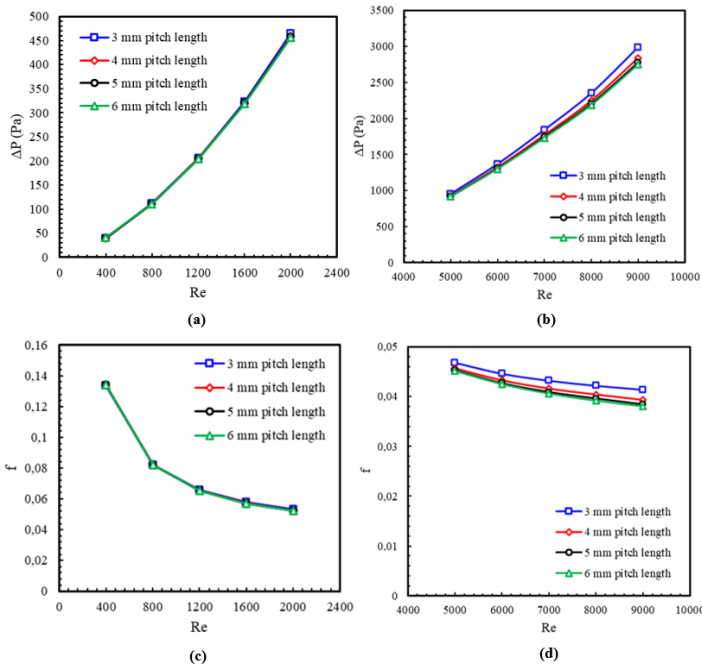 500
450
400
350
300
250
200
150
100
50
0
ΔP (Pa)
3 mm pitch length
4 mm pitch length
5 mm pitch length
6 mm pitch length
0 400 800 1200 1600 2000 2400
Re
(a)
3500
3000
2500
2000
1500
1000
500
0
ΔP (Pa)
3 mm pitch length
4 mm pitch length
5 mm pitch length
6 mm pitch length
4000 5000 6000 7000 8000 9000 10000
Re
(b)
0,16
0,14
0,12
0,1
0,08
0,06
0,04
0,02
0
f
3 mm pitch length
4 mm pitch length
5 mm pitch length
6 mm pitch length
0 400 800 1200 1600 2000 2400
Re
(c)
0,05
0,04
0,03
0,02
0,01
0
f
3 mm pitch length
4 mm pitch length
5 mm pitch length
6 mm pitch length
4000 5000 6000 7000 8000 9000 10000
Re
(d)